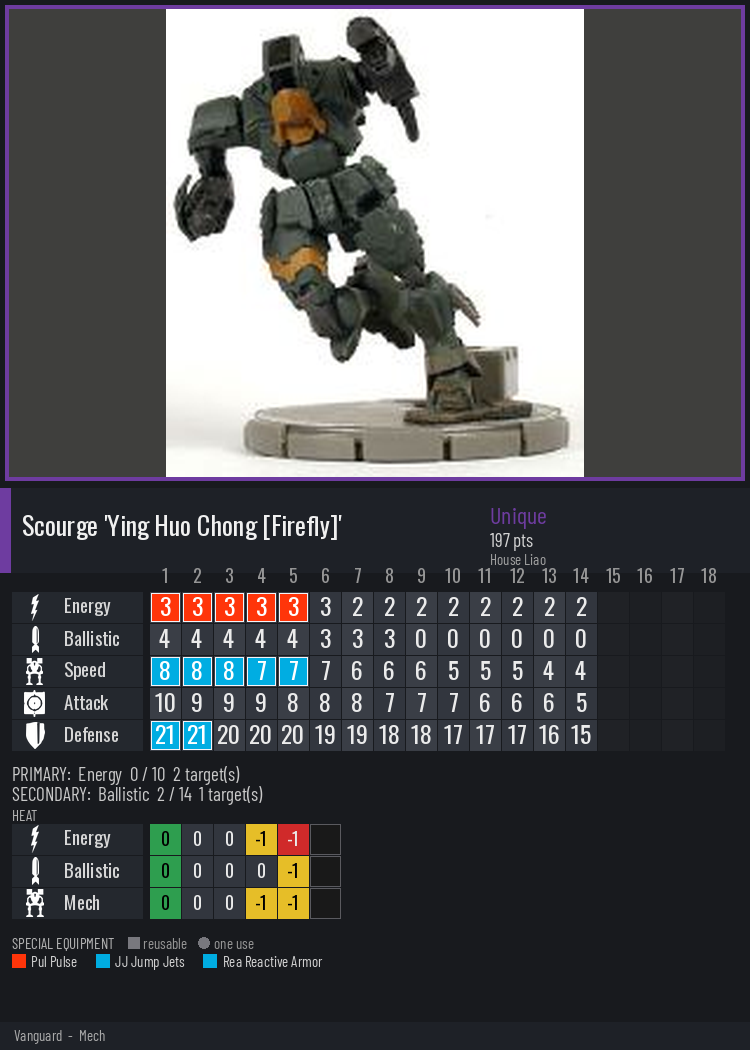 Scourge 'Ying Huo Chong [Firefly]'
Unique
197 pts
House Liao
1 2 3 4 5 6 7 8 9 10 11 12 13 14 15 16 17 18
Energy 3 3 3 3 3 3 2 2 2 2 2 2 2 2
Ballistic 4 4 4 4 4 3 3 3 0 0 0 0 0 0
Speed 8 8 8 7 7 7 6 6 6 5 5 5 4 4
Attack 10 9 9 9 8 8 8 7 7 7 6 6 6 5
Defense 21 21 20 20 20 19 19 18 18 17 17 17 16 15
PRIMARY: Energy 0 / 10 2 target(s)
SECONDARY: Ballistic 2 / 14 1 target(s)
HEAT
Energy 0 0 0 -1 -1
Ballistic 0 0 0 0 -1
Mech 0 0 0 -1 -1
SPECIAL EQUIPMENT reusable one use
Pul Pulse JJ Jump Jets Rea Reactive Armor
Vanguard - Mech